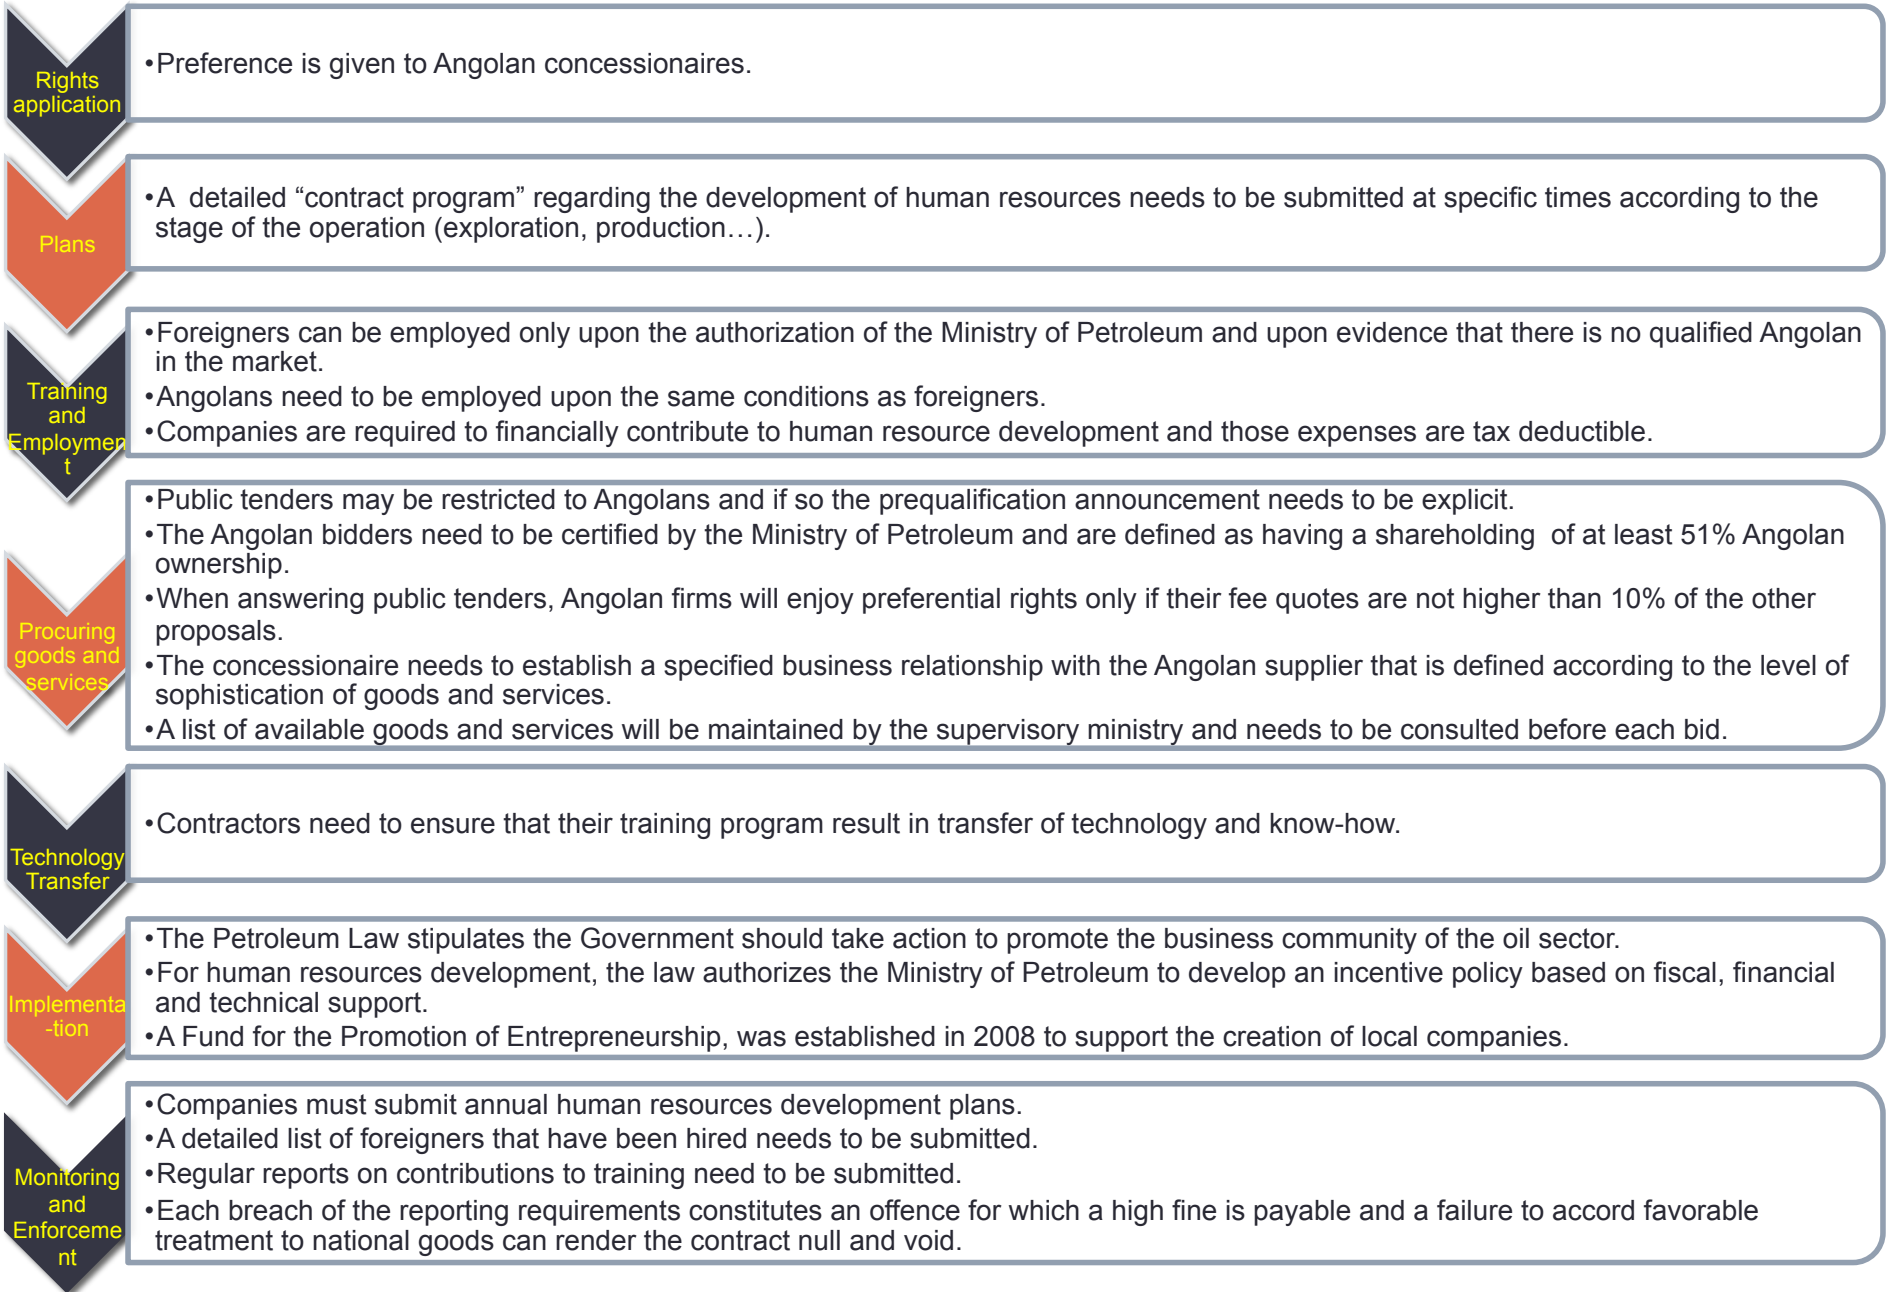 Rights
application
•Preference is given to Angolan concessionaires.
Plans
•A  detailed “contract program” regarding the development of human resources needs to be submitted at specific times according to the
stage of the operation (exploration, production…).
Training
and
Employmen
t
•Foreigners can be employed only upon the authorization of the Ministry of Petroleum and upon evidence that there is no qualified Angolan
in the market.
•Angolans need to be employed upon the same conditions as foreigners.
•Companies are required to financially contribute to human resource development and those expenses are tax deductible.
Procuring
goods and
services
•Public tenders may be restricted to Angolans and if so the prequalification announcement needs to be explicit.
•The Angolan bidders need to be certified by the Ministry of Petroleum and are defined as having a shareholding  of at least 51% Angolan
ownership.
•When answering public tenders, Angolan firms will enjoy preferential rights only if their fee quotes are not higher than 10% of the other
proposals.
•The concessionaire needs to establish a specified business relationship with the Angolan supplier that is defined according to the level of
sophistication of goods and services.
•A list of available goods and services will be maintained by the supervisory ministry and needs to be consulted before each bid.
Technology
Transfer
•Contractors need to ensure that their training program result in transfer of technology and know-how.
Implementa
-tion
•The Petroleum Law stipulates the Government should take action to promote the business community of the oil sector.
•For human resources development, the law authorizes the Ministry of Petroleum to develop an incentive policy based on fiscal, financial
and technical support.
•A Fund for the Promotion of Entrepreneurship, was established in 2008 to support the creation of local companies.
Monitoring
and
Enforceme
nt
•Companies must submit annual human resources development plans.
•A detailed list of foreigners that have been hired needs to be submitted.
•Regular reports on contributions to training need to be submitted.
•Each breach of the reporting requirements constitutes an offence for which a high fine is payable and a failure to accord favorable
treatment to national goods can render the contract null and void.